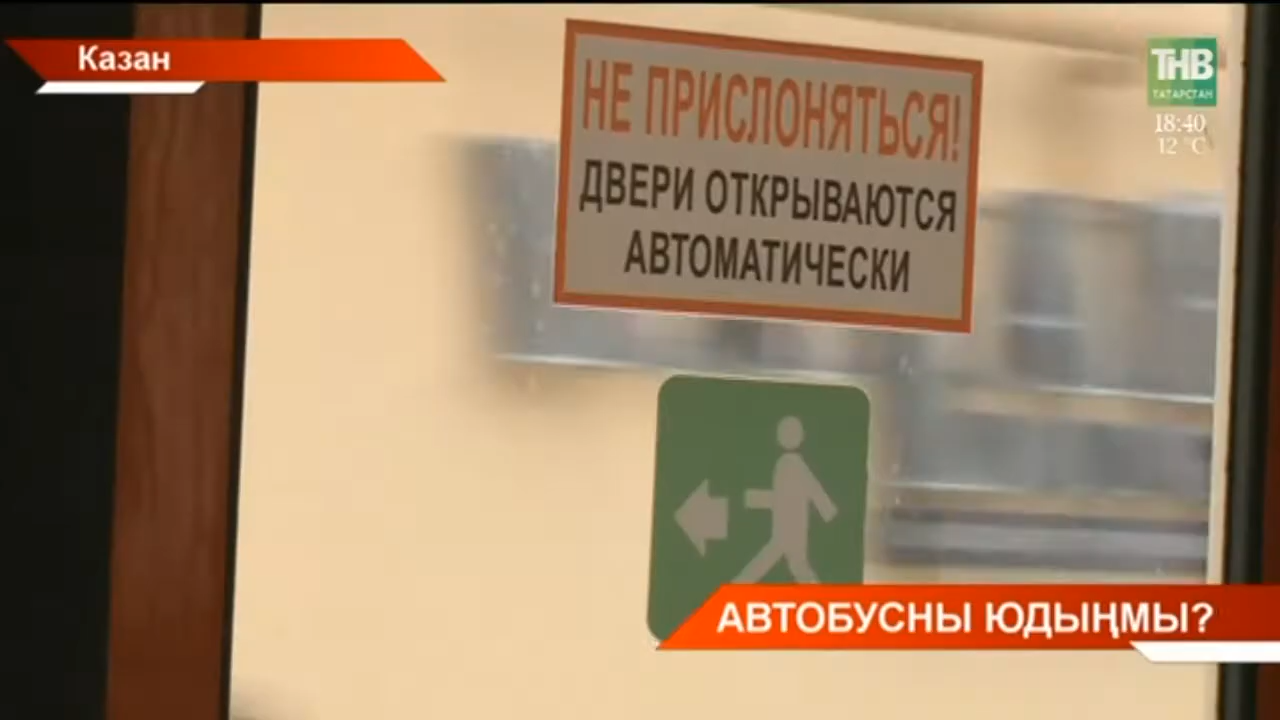 Казан
ТНВ
ТАТАРСТАН
18:40
12 °C
НЕ ПРИСЛОНЯТЬСЯ!
ДВЕРИ ОТКРЫВАЮТСЯ
АВТОМАТИЧЕСКИ
АВТОБУСНЫ ЮДЫҢМЫ?